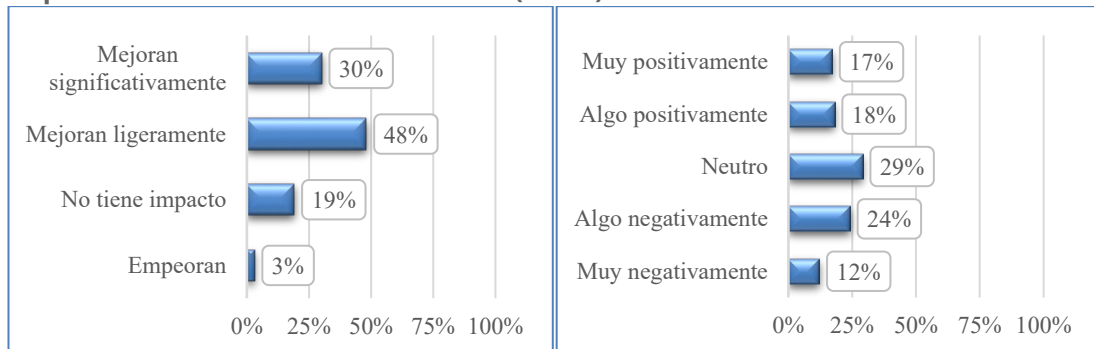 Mejoran
significativamente
30%
Mejoran ligeramente
48%
No tiene impacto
19%
Empeoran
3%
0% 25% 50% 75% 100%
Muy positivamente
17%
Algo positivamente
18%
Neutro
29%
Algo negativamente
24%
Muy negativamente
12%
0% 25% 50% 75% 100%